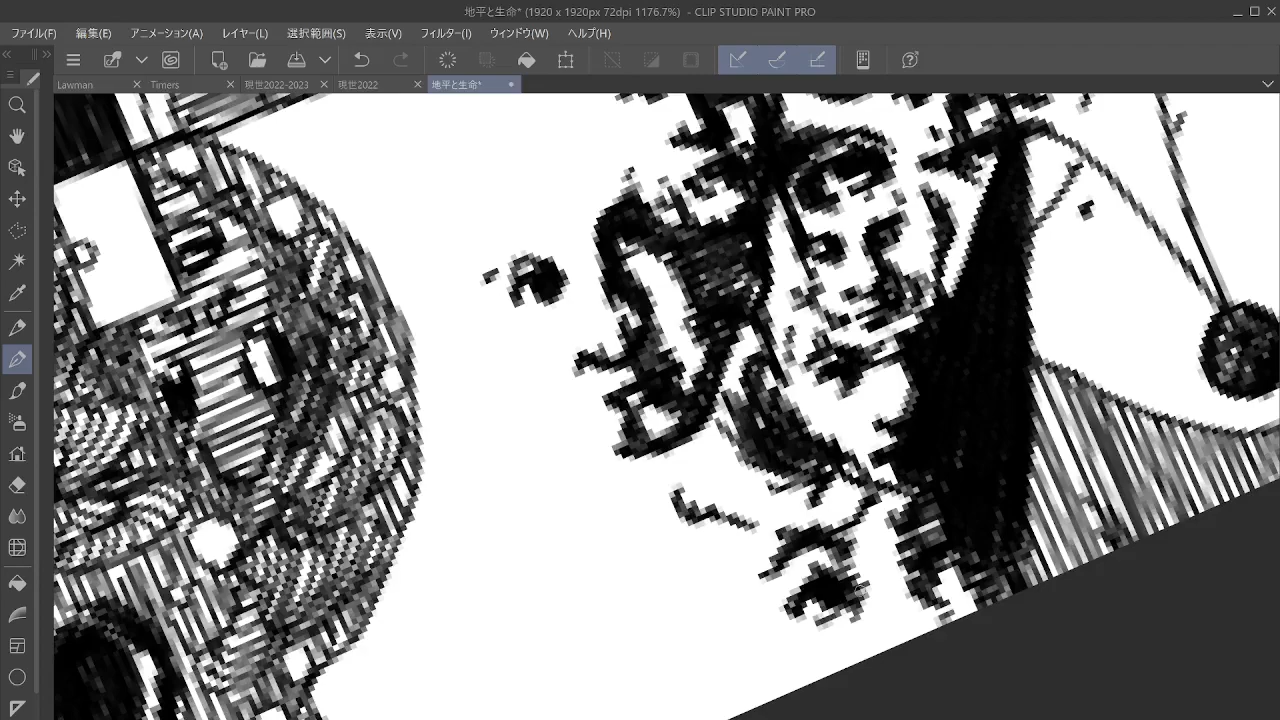 地平と生命* (1920 x 1920px 72dpi 1176.7%) - CLIP STUDIO PAINT PRO
ファイル(F) 編集(E) アニメーション(A) レイヤー(L) 選択範囲(S) 表示(V) フィルター(I) ウィンドウ(W) ヘルプ(H)
Lawman Timers 現世2022-2023 現世2022 地平と生命*